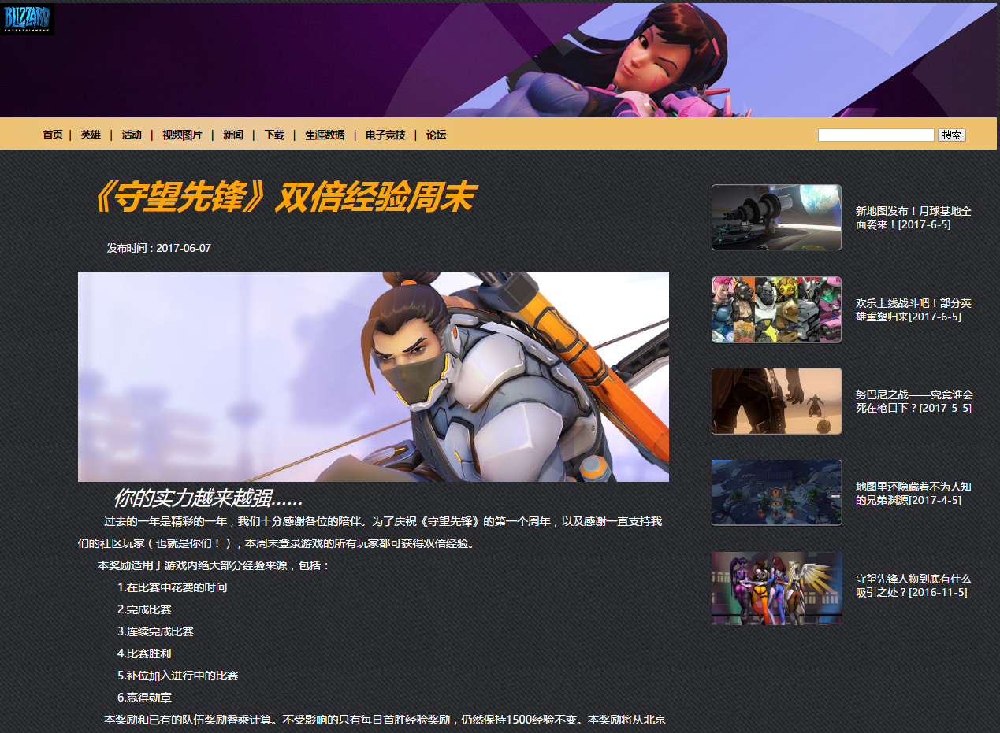 BLIZZARD
ENTERTAINMENT
首页 | 英雄 | 活动 | 视频图片 | 新闻 | 下载 | 生涯数据 | 电子竞技 | 论坛
搜索
《守望先锋》双倍经验周末
发布时间：2017-06-07
你的实力越来越强......
过去的一年是精彩的一年，我们十分感谢各位的陪伴。为了庆祝《守望先锋》的第一个周年，以及感谢一直支持我
们的社区玩家（也就是你们！），本周末登录游戏的所有玩家都可获得双倍经验。
本奖励适用于游戏内绝大部分经验来源，包括：
1.在比赛中花费的时间
2.完成比赛
3.连续完成比赛
4.比赛胜利
5.补位加入进行中的比赛
6.赢得勋章
本奖励和已有的队伍奖励叠乘计算。不受影响的只有每日首胜经验奖励，仍然保持1500经验不变。本奖励将从北京
新地图发布！月球基地全
面袭来！[2017-6-5]
欢乐上线战斗吧！部分英
雄重塑归来[2017-6-5]
努巴尼之战——究竟谁会
死在枪口下？[2017-5-5]
地图里还隐藏着不为人知
的兄弟渊源[2017-4-5]
守望先锋人物到底有什么
吸引之处？[2016-11-5]